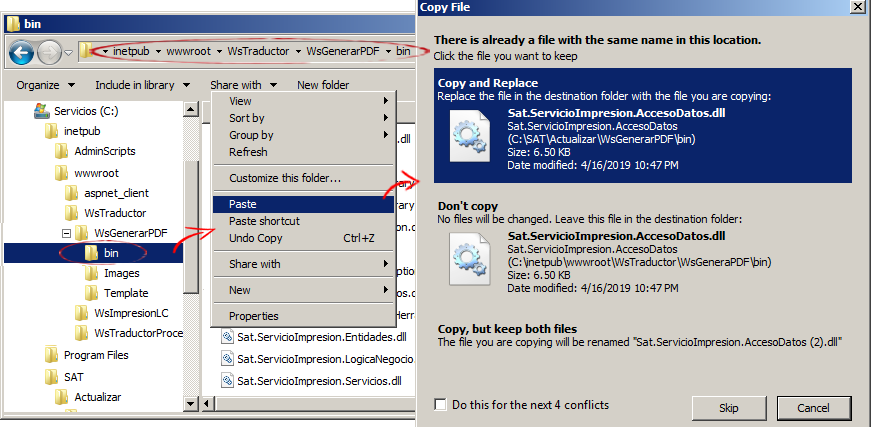 bin
inetpub wwwroot WsTraductor WsGenerarPDF bin
Organize Include in library Share with New folder
Servicios (C:)
inetpub
AdminScripts
wwwroot
aspnet_client
WsTraductor
WsGenerarPDF
bin
Images
Template
WsImpresionLC
WsTraductorProce
Program Files
SAT
Actualizar
View
Sort by
Group by
Refresh
Customize this folder...
Paste
Paste shortcut
Undo Copy Ctrl+Z
Share with
New
Properties
.dll
rary
rary
on.d
ption
os.d
Herre
Sat.ServicioImpresion.Entidades.dll
Sat.ServicioImpresion.LogicaNegocio.
Sat.ServicioImpresion.Servicios.dll
Copy File
There is already a file with the same name in this location.
Click the file you want to keep
Copy and Replace
Replace the file in the destination folder with the file you are copying:
Sat.ServicioImpresion.AccesoDatos.dll
Sat.ServicioImpresion.AccesoDatos
(C:\SAT\Actualizar\WsGenerarPDF\bin)
Size: 6.50 KB
Date modified: 4/16/2019 10:47 PM
Don't copy
No files will be changed. Leave this file in the destination folder:
Sat.ServicioImpresion.AccesoDatos.dll
Sat.ServicioImpresion.AccesoDatos
(C:\inetpub\wwwroot\WsTraductor\WsGeneraPDF\bin)
Size: 6.50 KB
Date modified: 4/16/2019 10:47 PM
Copy, but keep both files
The file you are copying will be renamed "Sat.ServicioImpresion.AccesoDatos (2).dll"
Do this for the next 4 conflicts
Skip Cancel